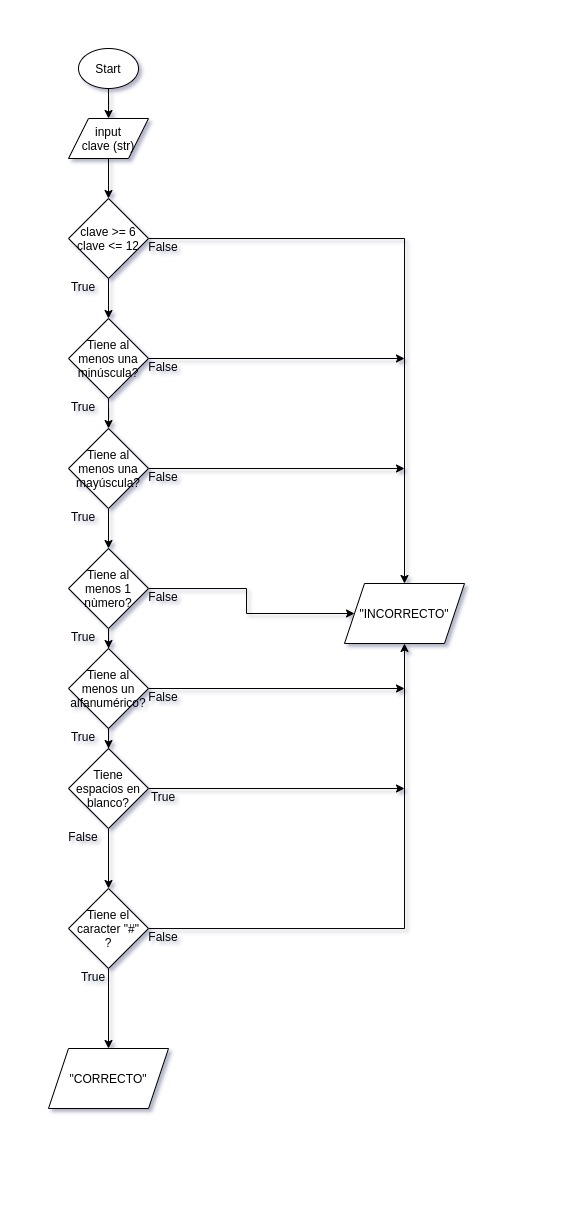 Start
input
clave (str)
clave >= 6
clave <= 12
False
True
Tiene al
menos una
minúscula?
False
True
Tiene al
menos una
mayúscula?
False
True
Tiene al
menos 1
nùmero?
False
"INCORRECTO"
True
Tiene al
menos un
alfanumérico?
False
True
Tiene
espacios en
blanco?
True
False
Tiene el
caracter "#"
?
False
True
"CORRECTO"